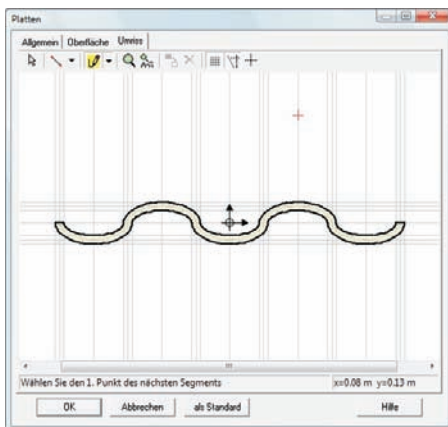 Platten
Allgemein Oberfläche Umriss
Wählen Sie den 1. Punkt des nächsten Segments x=0.08 m y=0.13 m
OK Abbrechen als Standard Hilfe